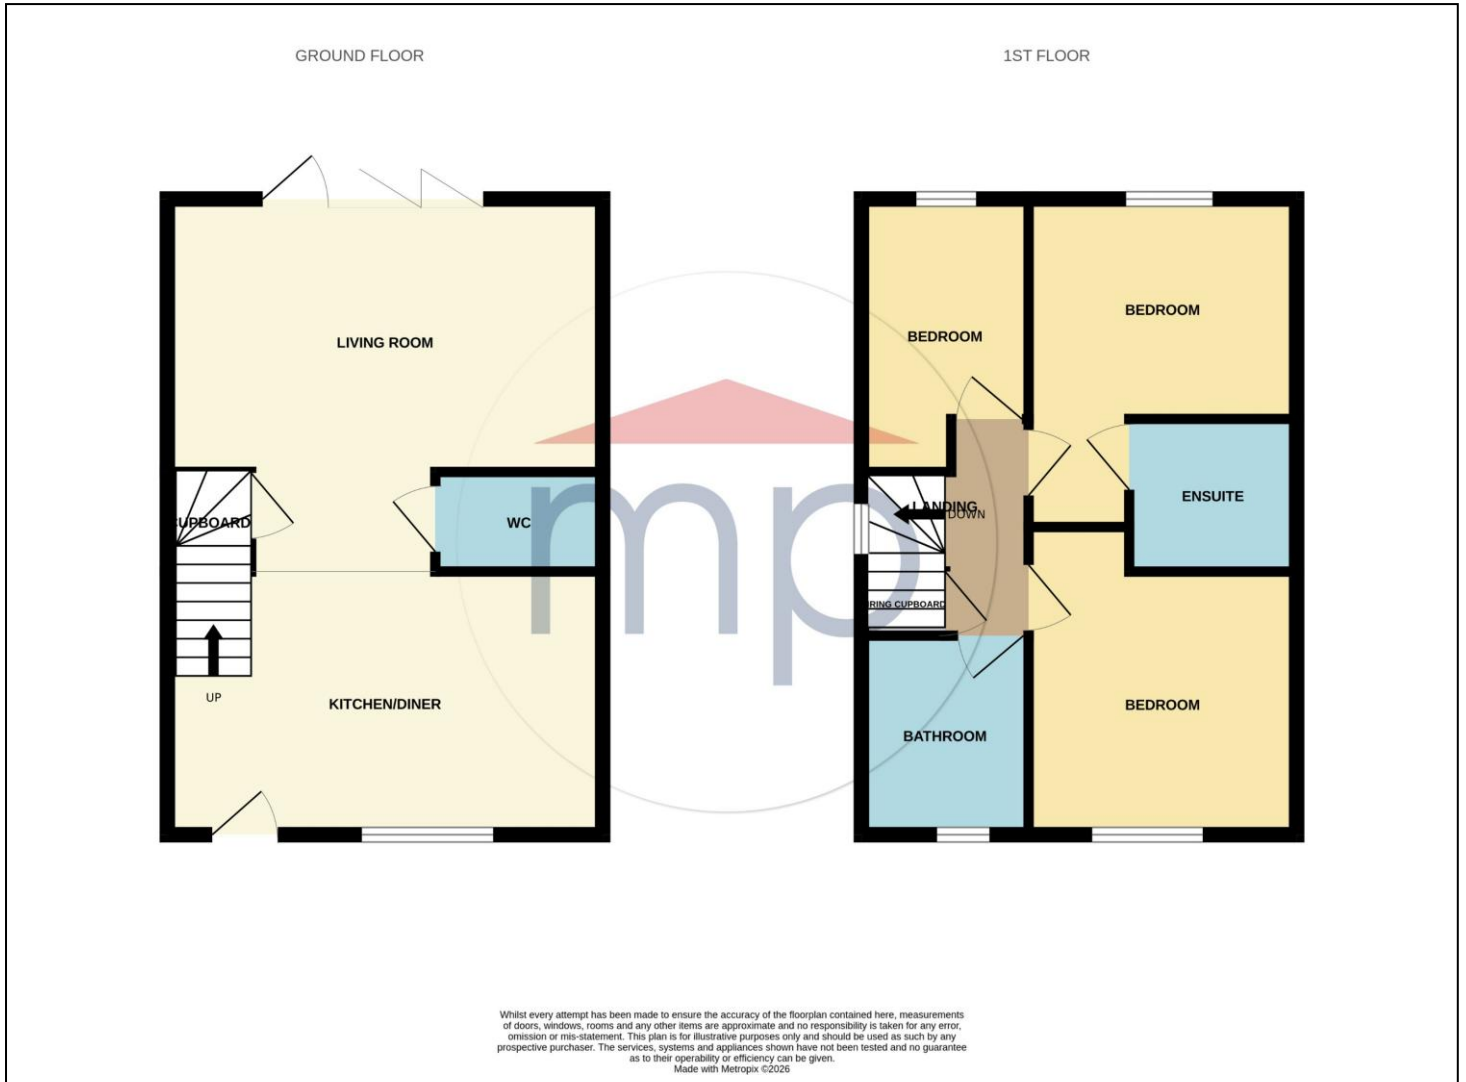 GROUND FLOOR
1ST FLOOR
LIVING ROOM
CUPBOARD
WC
UP
KITCHEN/DINER
BEDROOM
BEDROOM
ENSUITE
LANDING
DOWN
RING CUPBOARD
BATHROOM
BEDROOM
mp
Whilst every attempt has been made to ensure the accuracy of the floorplan contained here, measurements
of doors, windows, rooms and any other items are approximate and no responsibility is taken for any error,
omission or mis-statement. This plan is for illustrative purposes only and should be used as such by any
prospective purchaser. The services, systems and appliances shown have not been tested and no guarantee
as to their operability or efficiency can be given.
Made with Metropix ©2026